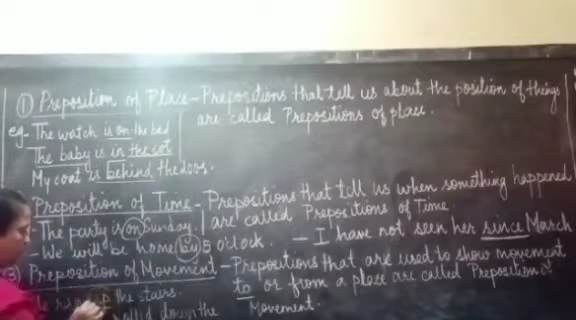 ① Preposition of Place - Prepositions that tell us about the position of things
are called Prepositions of place.
eg. The watch is on the bed
The baby is in the cot
My coat is behind the door.
Preposition of Time - Prepositions that tell us when something happened
are called Prepositions of Time
- The party is on Sunday.
- We will be home by 5 o'clock. - I have not seen her since March
③ Preposition of Movement - Prepositions that are used to show movement
to or from a place are called Preposition of
Movement.
the stairs.
down the